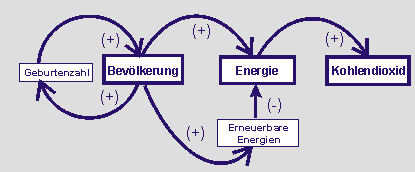 (+)
(+)
(+)
Geburtenzahl
Bevölkerung
Energie
Kohlendioxid
(+)
(-)
(+)
Erneuerbare
Energien